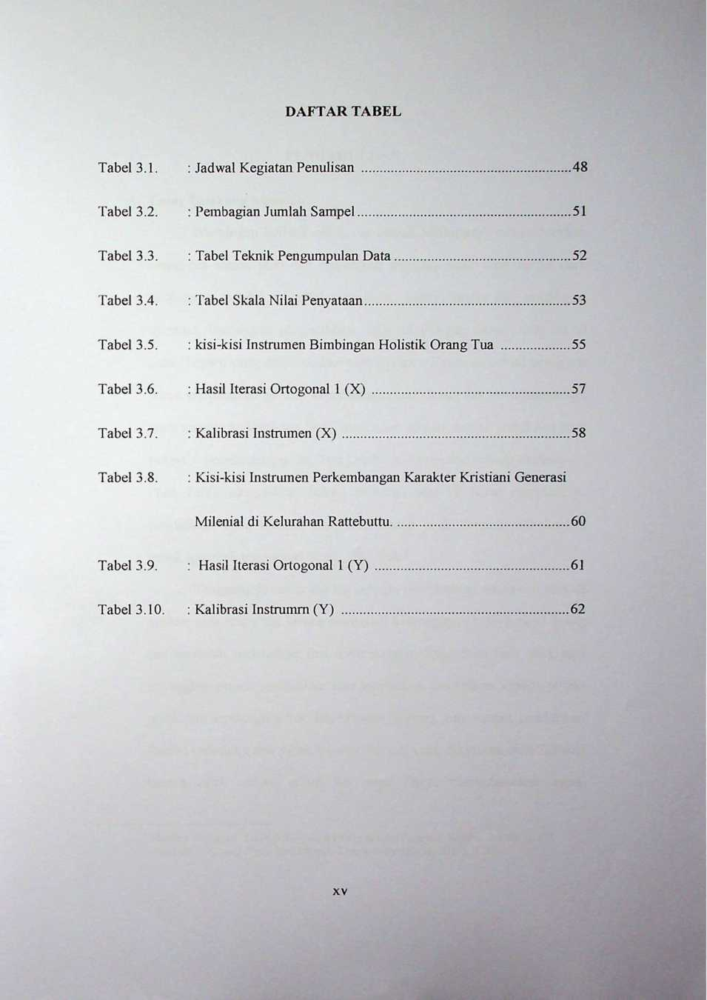 DAFTAR TABEL
Tabel 3.1. : Jadwal Kegiatan Penulisan .........................................................48
Tabel 3.2. : Pembagian Jumlah Sampel..........................................................51
Tabel 3.3. : Tabel Teknik Pengumpulan Data ................................................52
Tabel 3.4. : Tabel Skala Nilai Penyataan........................................................53
Tabel 3.5. : kisi-kisi Instrumen Bimbingan Holistik Orang Tua ...................55
Tabel 3.6. : Hasil Iterasi Ortogonal 1 (X) ......................................................57
Tabel 3.7. : Kalibrasi Instrumen (X) ..............................................................58
Tabel 3.8. : Kisi-kisi Instrumen Perkembangan Karakter Kristiani Generasi
Milenial di Kelurahan Rattebuttu. ...............................................60
Tabel 3.9. : Hasil Iterasi Ortogonal 1 (Y) .....................................................61
Tabel 3.10. : Kalibrasi Instrumrn (Y) ..............................................................62
xv